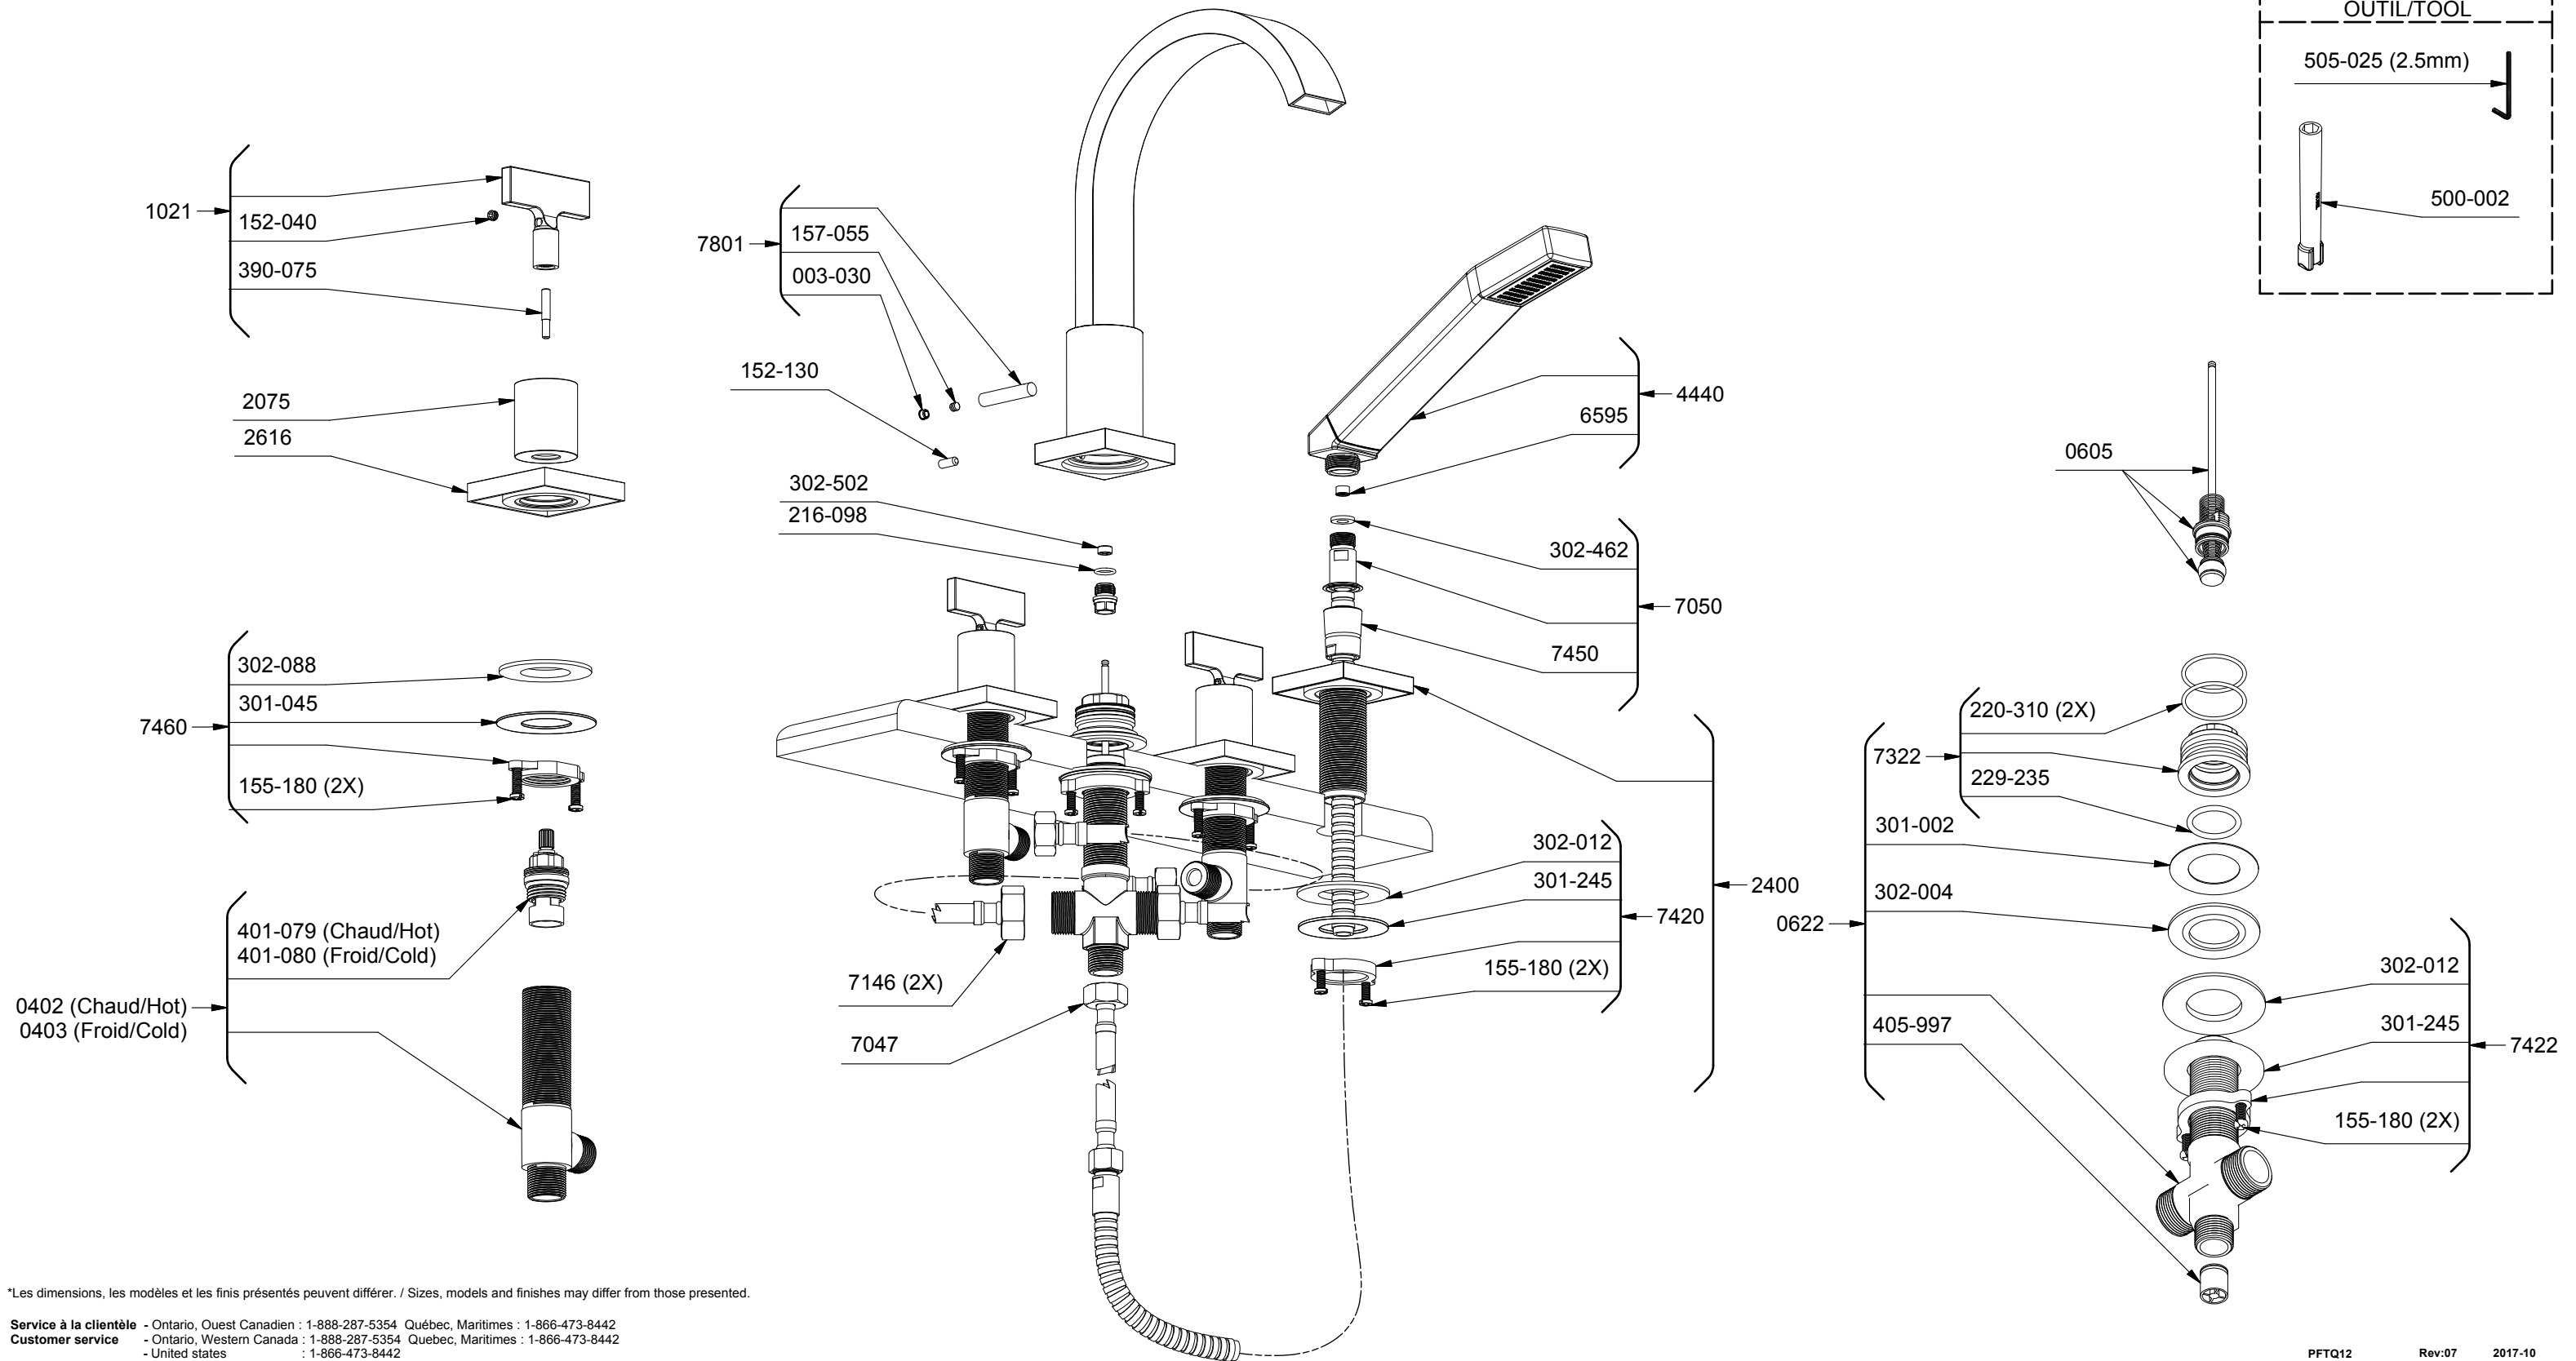 OUTIL/TOOL
505-025 (2.5mm)
500-002
1021
152-040
390-075
2075
2616
7801
157-055
003-030
152-130
302-502
216-098
4440
6595
302-462
7050
7450
0605
7460
302-088
301-045
155-180 (2X)
401-079 (Chaud/Hot)
401-080 (Froid/Cold)
0402 (Chaud/Hot)
0403 (Froid/Cold)
7146 (2X)
7047
302-012
301-245
7420
155-180 (2X)
2400
220-310 (2X)
7322
229-235
301-002
302-004
0622
405-997
302-012
301-245
7422
155-180 (2X)
*Les dimensions, les modèles et les finis présentés peuvent différer. / Sizes, models and finishes may differ from those presented.
Service à la clientèle - Ontario, Ouest Canadien : 1-888-287-5354 Québec, Maritimes : 1-866-473-8442
Customer service - Ontario, Western Canada : 1-888-287-5354 Quebec, Maritimes : 1-866-473-8442
- United states : 1-866-473-8442
PFTQ12 Rev:07 2017-10